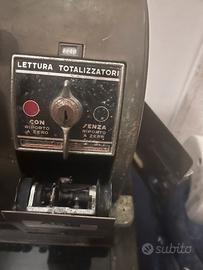 LETTURA TOTALIZZATORI
CON
RIPORTO
A ZERO
SENZA
RIPORTO
A ZERO
subito